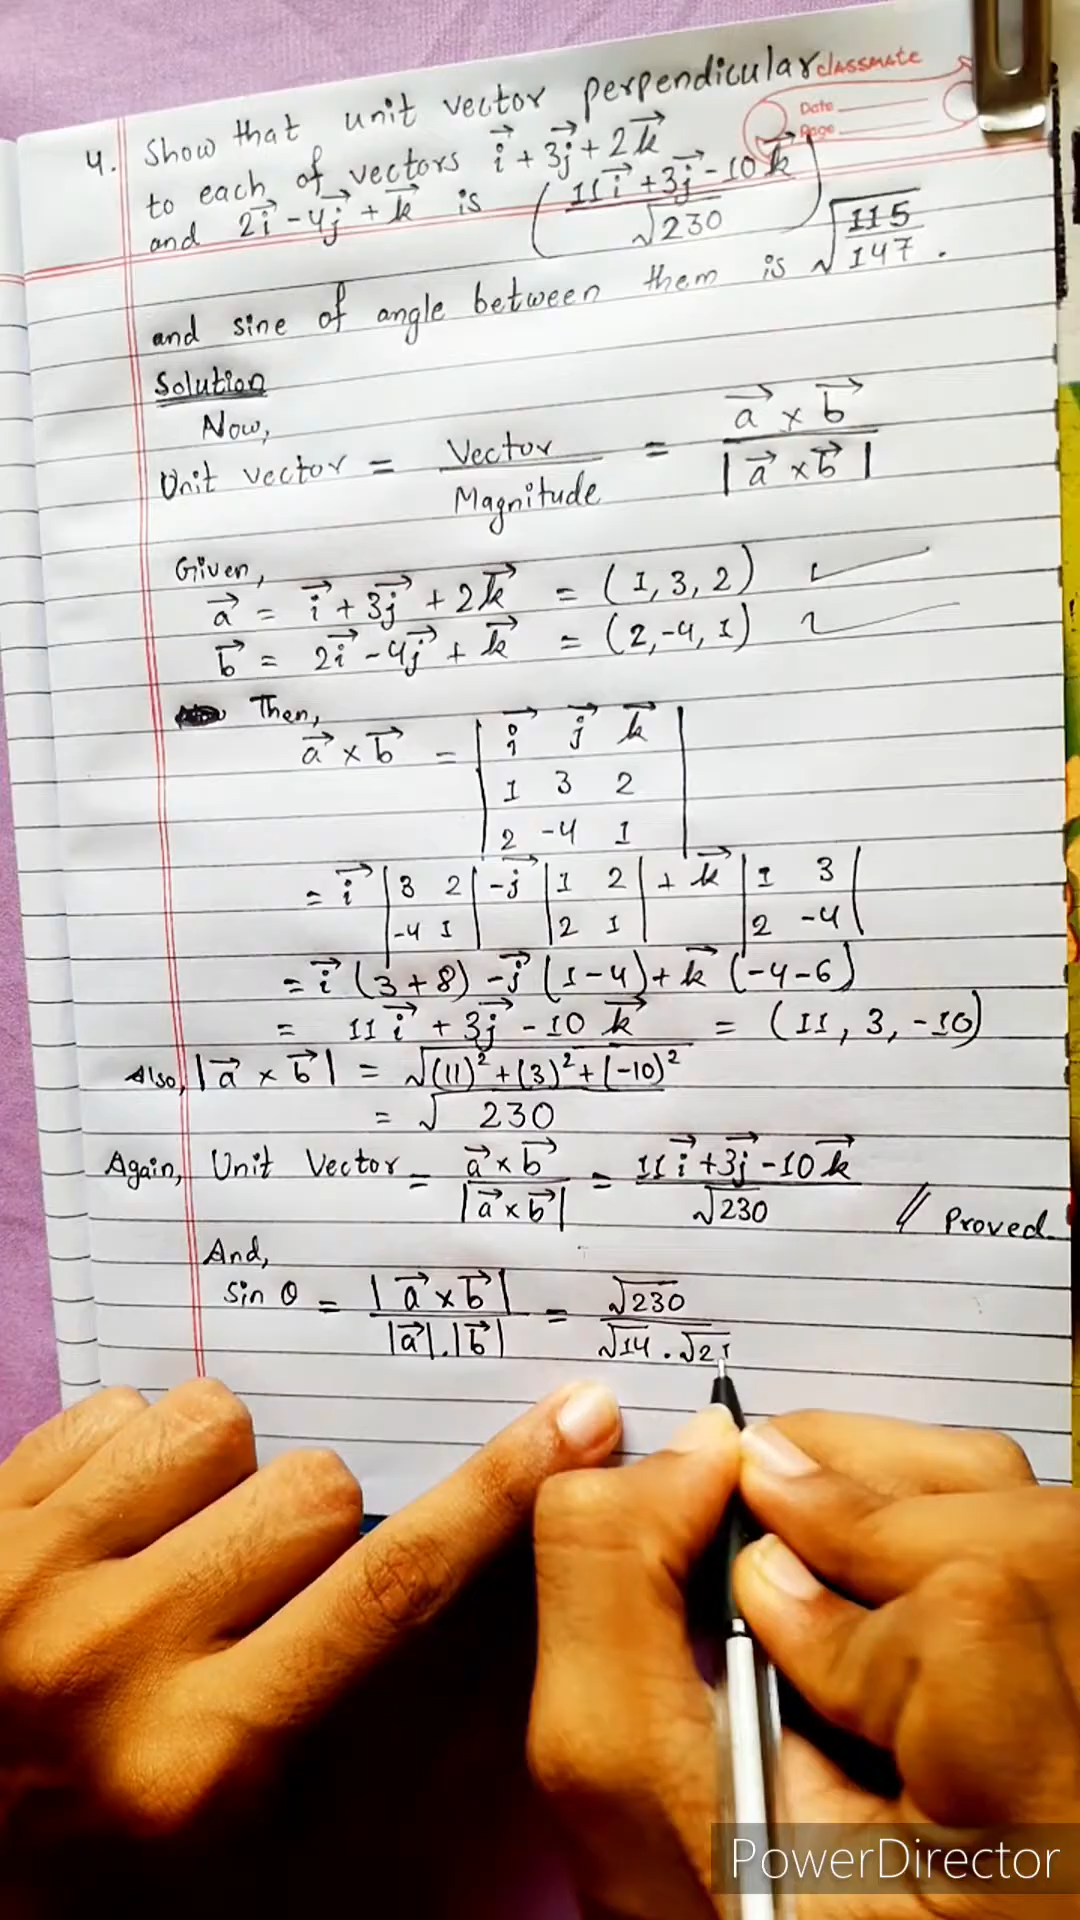 classmate
Date
Page
4. Show that unit vector perpendicular
to each of vectors i⃗ + 3j⃗ + 2k⃗
and 2i⃗ - 4j⃗ + k⃗ is ( (11i⃗ + 3j⃗ - 10k⃗) / √230 )
and sine of angle between them is √(115/147) .
Solution
Now,
Unit vector = Vector / Magnitude = a⃗ × b⃗ / |a⃗ × b⃗|
Given,
a⃗ = i⃗ + 3j⃗ + 2k⃗ = (1, 3, 2)
b⃗ = 2i⃗ - 4j⃗ + k⃗ = (2, -4, 1)
Then,
a⃗ × b⃗ = | i⃗ j⃗ k⃗ |
1 3 2
2 -4 1
= i⃗ | 3 2 | - j⃗ | 1 2 | + k⃗ | 1 3 |
-4 1 2 1 2 -4
= i⃗ (3+8) - j⃗ (1-4) + k⃗ (-4-6)
= 11i⃗ + 3j⃗ - 10k⃗ = (11, 3, -10)
Also, |a⃗ × b⃗| = √(11)² + (3)² + (-10)²
= √230
Again, Unit Vector = a⃗ × b⃗ / |a⃗ × b⃗| = 11i⃗ + 3j⃗ - 10k⃗ / √230 // Proved.
And,
sin θ = |a⃗ × b⃗| / |a⃗|.|b⃗| = √230 / √14 . √21
PowerDirector